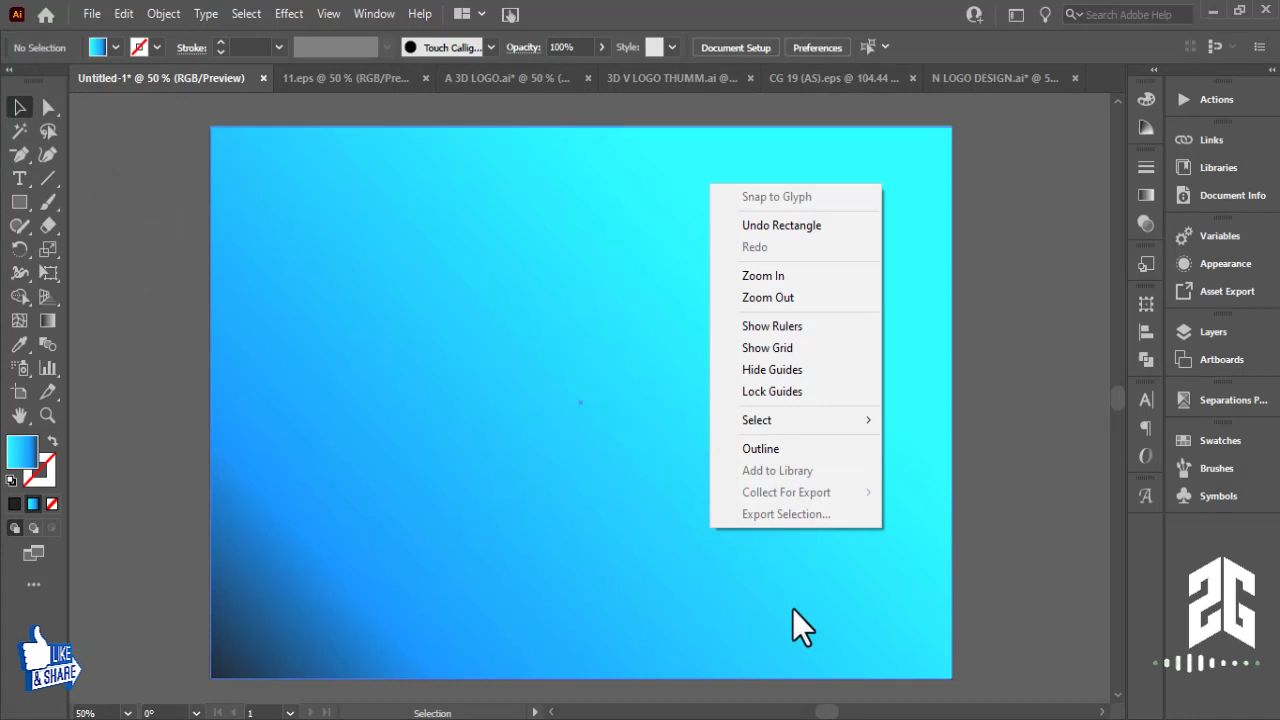 Ai File Edit Object Type Select Effect View Window Help Search Adobe Help
No Selection Stroke: Touch Callig... Opacity: 100% Style: Document Setup Preferences
Untitled-1* @ 50 % (RGB/Preview) 11.eps @ 50 % (RGB/Pre... A 3D LOGO.ai* @ 50 % (... 3D V LOGO THUMM.ai @... CG 19 (AS).eps @ 104.44 ... N LOGO DESIGN.ai* @ 5...
Snap to Glyph
Undo Rectangle
Redo
Zoom In
Zoom Out
Show Rulers
Show Grid
Hide Guides
Lock Guides
Select
Outline
Add to Library
Collect For Export
Export Selection...
Actions
Links
Libraries
Document Info
Variables
Appearance
Asset Export
Layers
Artboards
Separations P...
Swatches
Brushes
Symbols
LIKE
& SHARE
50% 0° 1 Selection